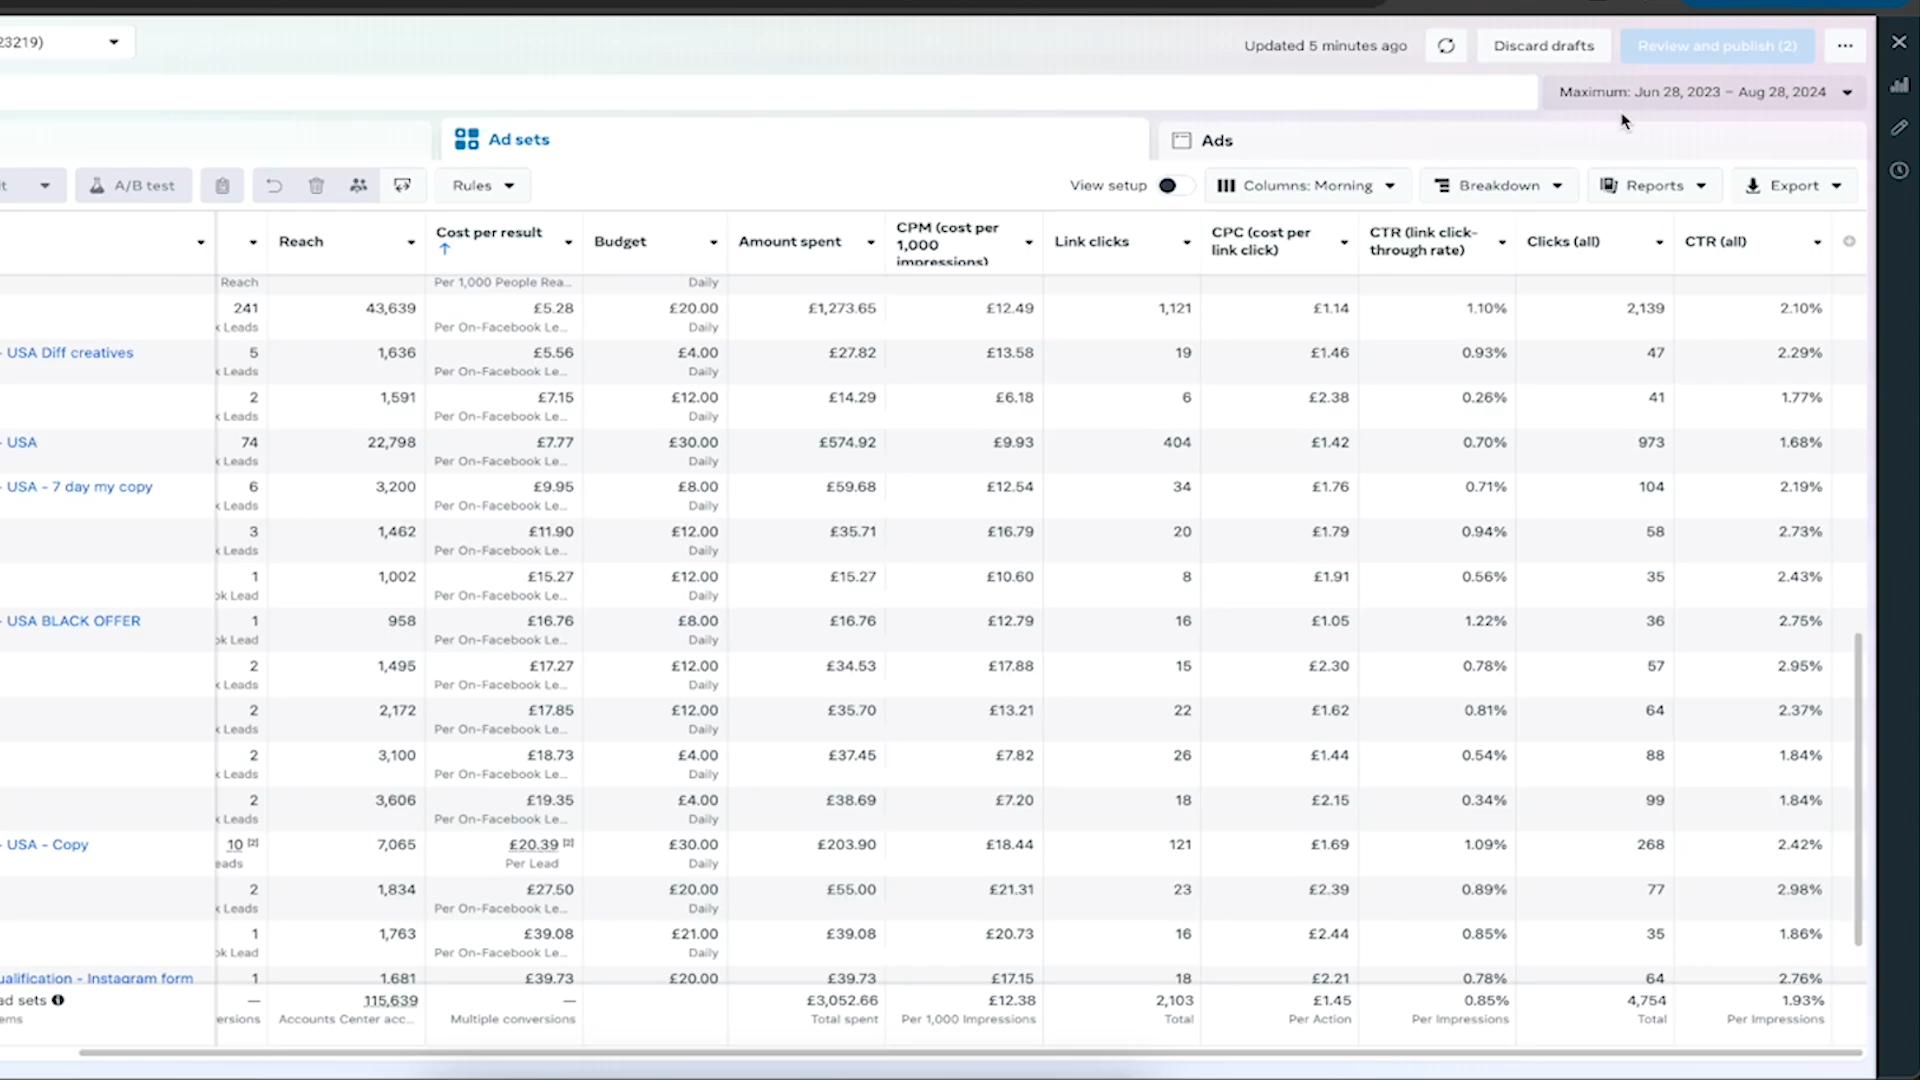 23219)
Updated 5 minutes ago
Discard drafts
Review and publish (2)
Maximum: Jun 28, 2023 – Aug 28, 2024
Ad sets
Ads
A/B test
Rules
View setup
Columns: Morning
Breakdown
Reports
Export
Reach
Cost per result
Budget
Amount spent
CPM (cost per 1,000 impressions)
Link clicks
CPC (cost per link click)
CTR (link click-through rate)
Clicks (all)
CTR (all)
Reach Per 1,000 People Rea... Daily
241 43,639 £5.28 £20.00 £1,273.65 £12.49 1,121 £1.14 1.10% 2,139 2.10%
Leads Per On-Facebook Le... Daily
- USA Diff creatives 5 1,636 £5.56 £4.00 £27.82 £13.58 19 £1.46 0.93% 47 2.29%
Leads Per On-Facebook Le... Daily
2 1,591 £7.15 £12.00 £14.29 £6.18 6 £2.38 0.26% 41 1.77%
Leads Per On-Facebook Le... Daily
- USA 74 22,798 £7.77 £30.00 £574.92 £9.93 404 £1.42 0.70% 973 1.68%
Leads Per On-Facebook Le... Daily
- USA - 7 day my copy 6 3,200 £9.95 £8.00 £59.68 £12.54 34 £1.76 0.71% 104 2.19%
Leads Per On-Facebook Le... Daily
3 1,462 £11.90 £12.00 £35.71 £16.79 20 £1.79 0.94% 58 2.73%
Leads Per On-Facebook Le... Daily
1 1,002 £15.27 £12.00 £15.27 £10.60 8 £1.91 0.56% 35 2.43%
ok Lead Per On-Facebook Le... Daily
- USA BLACK OFFER 1 958 £16.76 £8.00 £16.76 £12.79 16 £1.05 1.22% 36 2.75%
ok Lead Per On-Facebook Le... Daily
2 1,495 £17.27 £12.00 £34.53 £17.88 15 £2.30 0.78% 57 2.95%
Leads Per On-Facebook Le... Daily
2 2,172 £17.85 £12.00 £35.70 £13.21 22 £1.62 0.81% 64 2.37%
Leads Per On-Facebook Le... Daily
2 3,100 £18.73 £4.00 £37.45 £7.82 26 £1.44 0.54% 88 1.84%
Leads Per On-Facebook Le... Daily
2 3,606 £19.35 £4.00 £38.69 £7.20 18 £2.15 0.34% 99 1.84%
Leads Per On-Facebook Le... Daily
- USA - Copy 10 [2] 7,065 £20.39 [2] £30.00 £203.90 £18.44 121 £1.69 1.09% 268 2.42%
eads Per Lead Daily
2 1,834 £27.50 £20.00 £55.00 £21.31 23 £2.39 0.89% 77 2.98%
Leads Per On-Facebook Le... Daily
1 1,763 £39.08 £21.00 £39.08 £20.73 16 £2.44 0.85% 35 1.86%
ok Lead Per On-Facebook Le... Daily
ualification - Instagram form 1 1,681 £39.73 £20.00 £39.73 £17.15 18 £2.21 0.78% 64 2.76%
ad sets — 115,639 — £3,052.66 £12.38 2,103 £1.45 0.85% 4,754 1.93%
ems ersions Accounts Center acc... Multiple conversions Total spent Per 1,000 Impressions Total Per Action Per Impressions Total Per Impressions